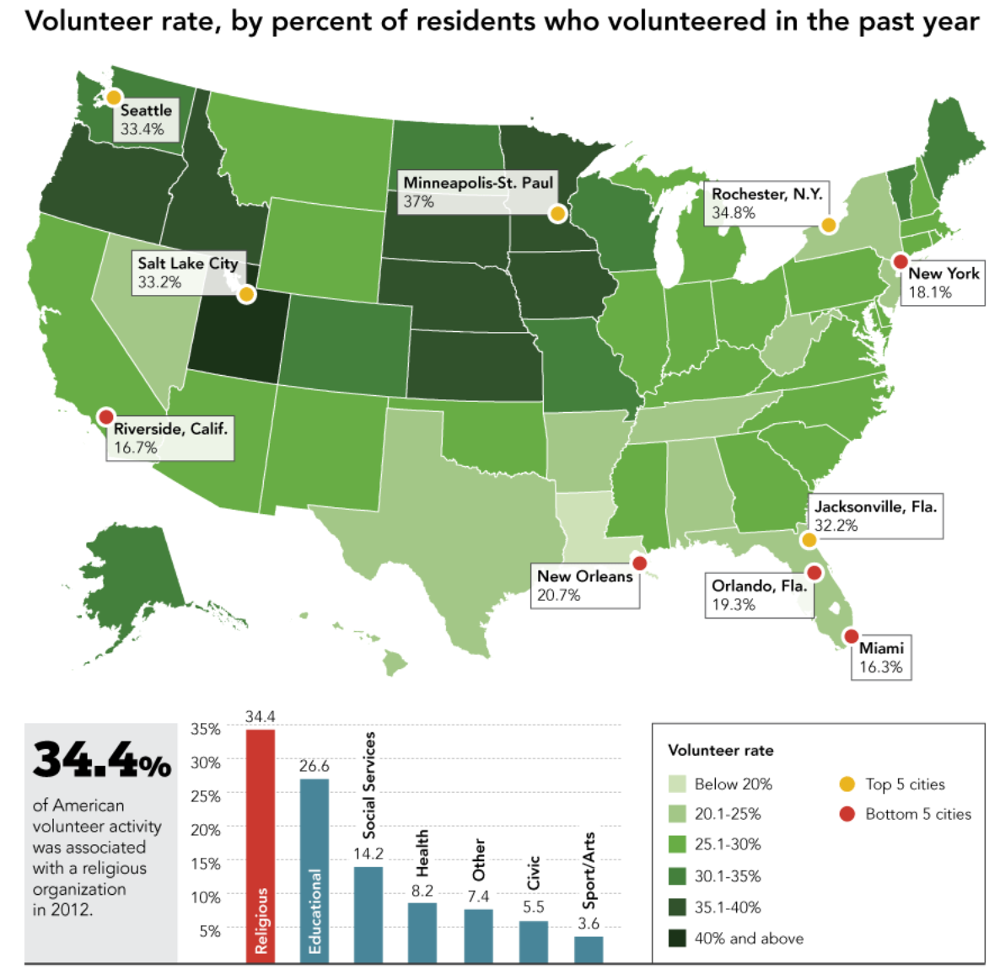 Volunteer rate, by percent of residents who volunteered in the past year
Seattle
33.4%
Minneapolis-St. Paul
37%
Rochester, N.Y.
34.8%
Salt Lake City
33.2%
New York
18.1%
Riverside, Calif.
16.7%
Jacksonville, Fla.
32.2%
New Orleans
20.7%
Orlando, Fla.
19.3%
Miami
16.3%
34.4%
of American
volunteer activity
was associated
with a religious
organization
in 2012.
35%
30%
25%
20%
15%
10%
5%
34.4
Religious
26.6
Educational
Social Services
14.2
Health
8.2
Other
7.4
Civic
5.5
Sport/Arts
3.6
Volunteer rate
Below 20%
20.1-25%
25.1-30%
30.1-35%
35.1-40%
40% and above
Top 5 cities
Bottom 5 cities